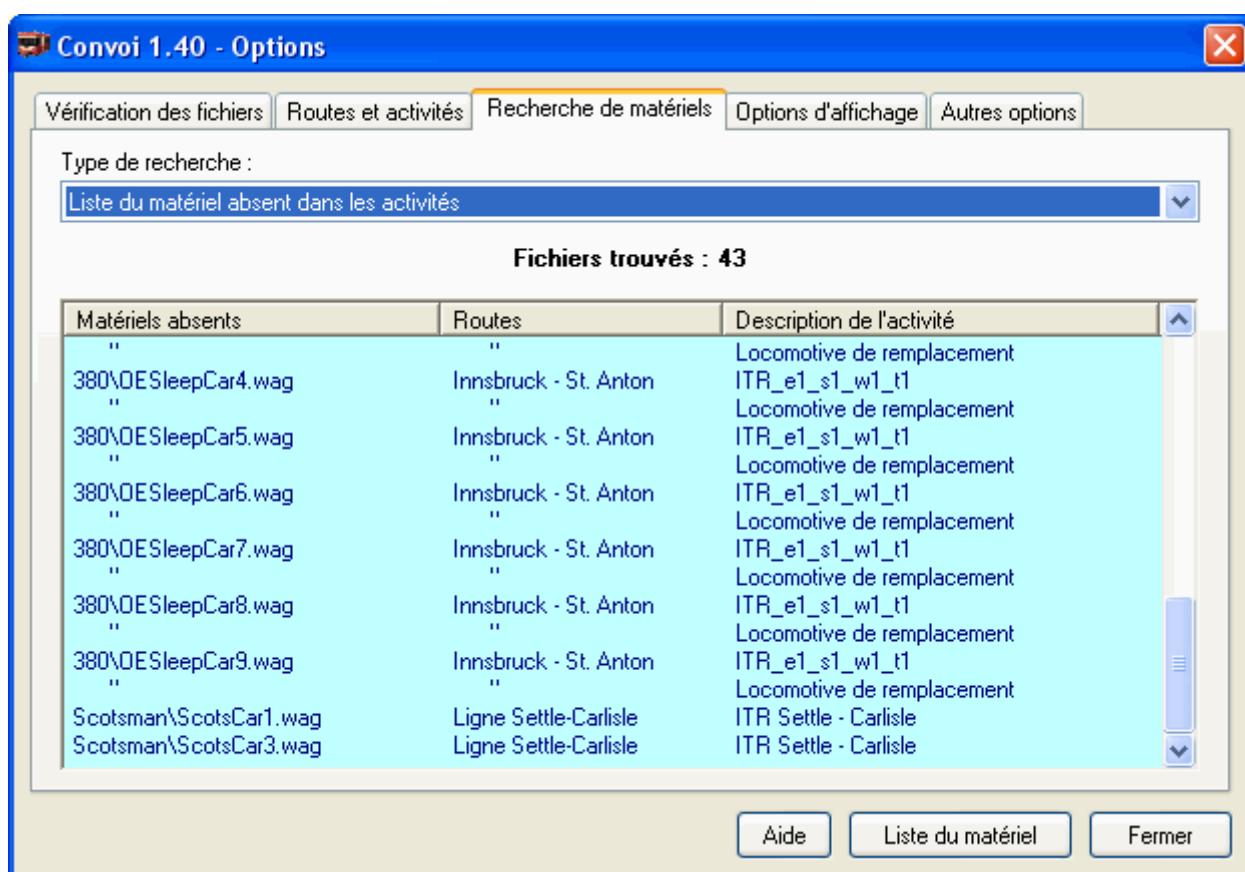 Convoi 1.40 - Options
Vérification des fichiers Routes et activités Recherche de matériels Options d'affichage Autres options
Type de recherche :
Liste du matériel absent dans les activités
Fichiers trouvés : 43
Matériels absents Routes Description de l'activité
" " Locomotive de remplacement
380\OESleepCar4.wag Innsbruck - St. Anton ITR_e1_s1_w1_t1
" " Locomotive de remplacement
380\OESleepCar5.wag Innsbruck - St. Anton ITR_e1_s1_w1_t1
" " Locomotive de remplacement
380\OESleepCar6.wag Innsbruck - St. Anton ITR_e1_s1_w1_t1
" " Locomotive de remplacement
380\OESleepCar7.wag Innsbruck - St. Anton ITR_e1_s1_w1_t1
" " Locomotive de remplacement
380\OESleepCar8.wag Innsbruck - St. Anton ITR_e1_s1_w1_t1
" " Locomotive de remplacement
380\OESleepCar9.wag Innsbruck - St. Anton ITR_e1_s1_w1_t1
" " Locomotive de remplacement
Scotsman\ScotsCar1.wag Ligne Settle-Carlisle ITR Settle - Carlisle
Scotsman\ScotsCar3.wag Ligne Settle-Carlisle ITR Settle - Carlisle
Aide Liste du matériel Fermer